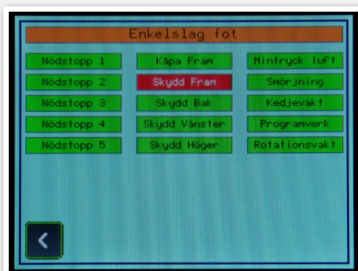 Enkelslag fot
Nödstopp 1
Kåpa Fram
Mintryck luft
Nödstopp 2
Skydd Fram
Smörjning
Nödstopp 3
Skydd Bak
Kedjevakt
Nödstopp 4
Skydd Vänster
Programverk
Nödstopp 5
Skydd Höger
Rotationsvakt